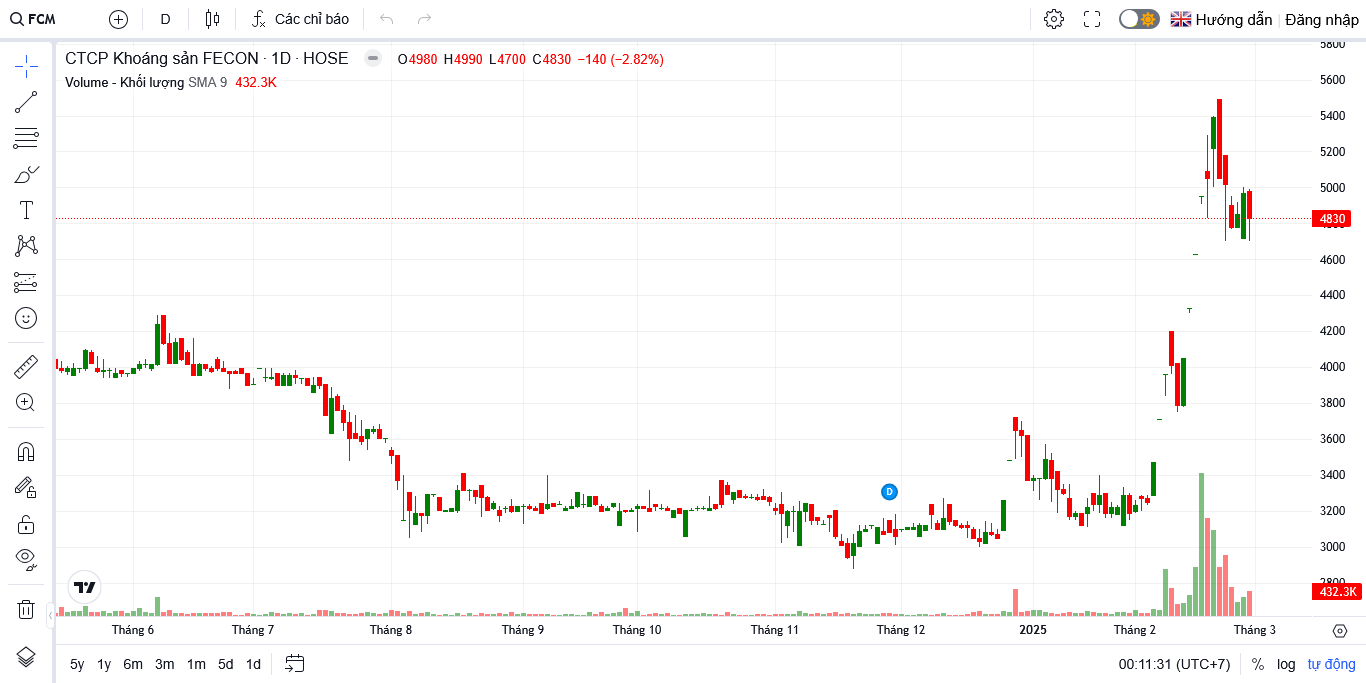 FCM D Các chỉ báo Hướng dẫn Đăng nhập
CTCP Khoáng sản FECON · 1D · HOSE O4980 H4990 L4700 C4830 −140 (−2.82%)
Volume - Khối lượng SMA 9 432.3K
5800
5600
5400
5200
5000
4830
4600
4400
4200
4000
3800
3600
3400
3200
3000
2800
432.3K
D
Tháng 6 Tháng 7 Tháng 8 Tháng 9 Tháng 10 Tháng 11 Tháng 12 2025 Tháng 2 Tháng 3
5y 1y 6m 3m 1m 5d 1d 00:11:31 (UTC+7) % log tự động